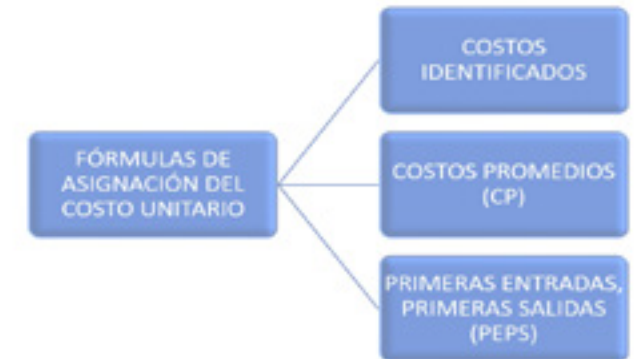 FÓRMULAS DE
ASIGNACIÓN DEL
COSTO UNITARIO
COSTOS
IDENTIFICADOS
COSTOS PROMEDIOS
(CP)
PRIMERAS ENTRADAS,
PRIMERAS SALIDAS
(PEPS)